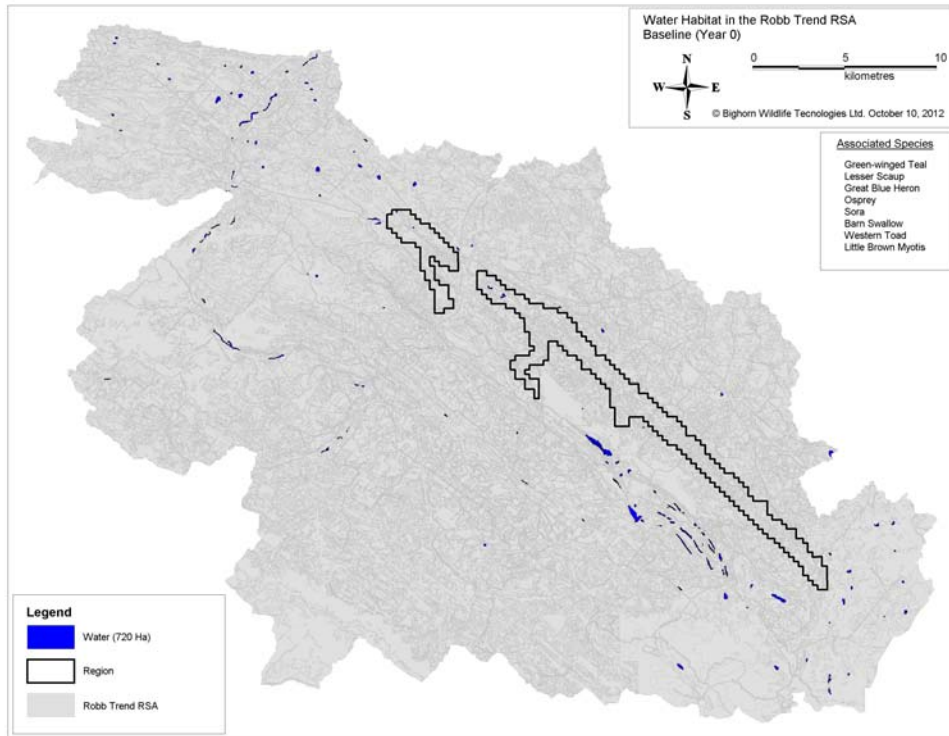 Water Habitat in the Robb Trend RSA
Baseline (Year 0)
0 5 10
kilometres
N
W E
S
© Bighorn Wildlife Tecnologies Ltd. October 10, 2012
Associated Species
Green-winged Teal
Lesser Scaup
Great Blue Heron
Osprey
Sora
Barn Swallow
Western Toad
Little Brown Myotis
Legend
Water (720 Ha)
Region
Robb Trend RSA